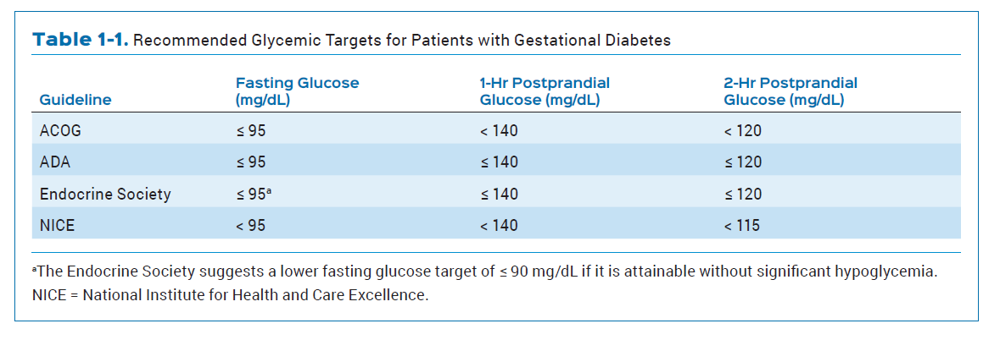 Table 1-1. Recommended Glycemic Targets for Patients with Gestational Diabetes
Guideline Fasting Glucose (mg/dL) 1-Hr Postprandial Glucose (mg/dL) 2-Hr Postprandial Glucose (mg/dL)
ACOG ≤ 95 < 140 < 120
ADA ≤ 95 ≤ 140 ≤ 120
Endocrine Society ≤ 95ᵃ ≤ 140 ≤ 120
NICE < 95 < 140 < 115
ᵃThe Endocrine Society suggests a lower fasting glucose target of ≤ 90 mg/dL if it is attainable without significant hypoglycemia.
NICE = National Institute for Health and Care Excellence.